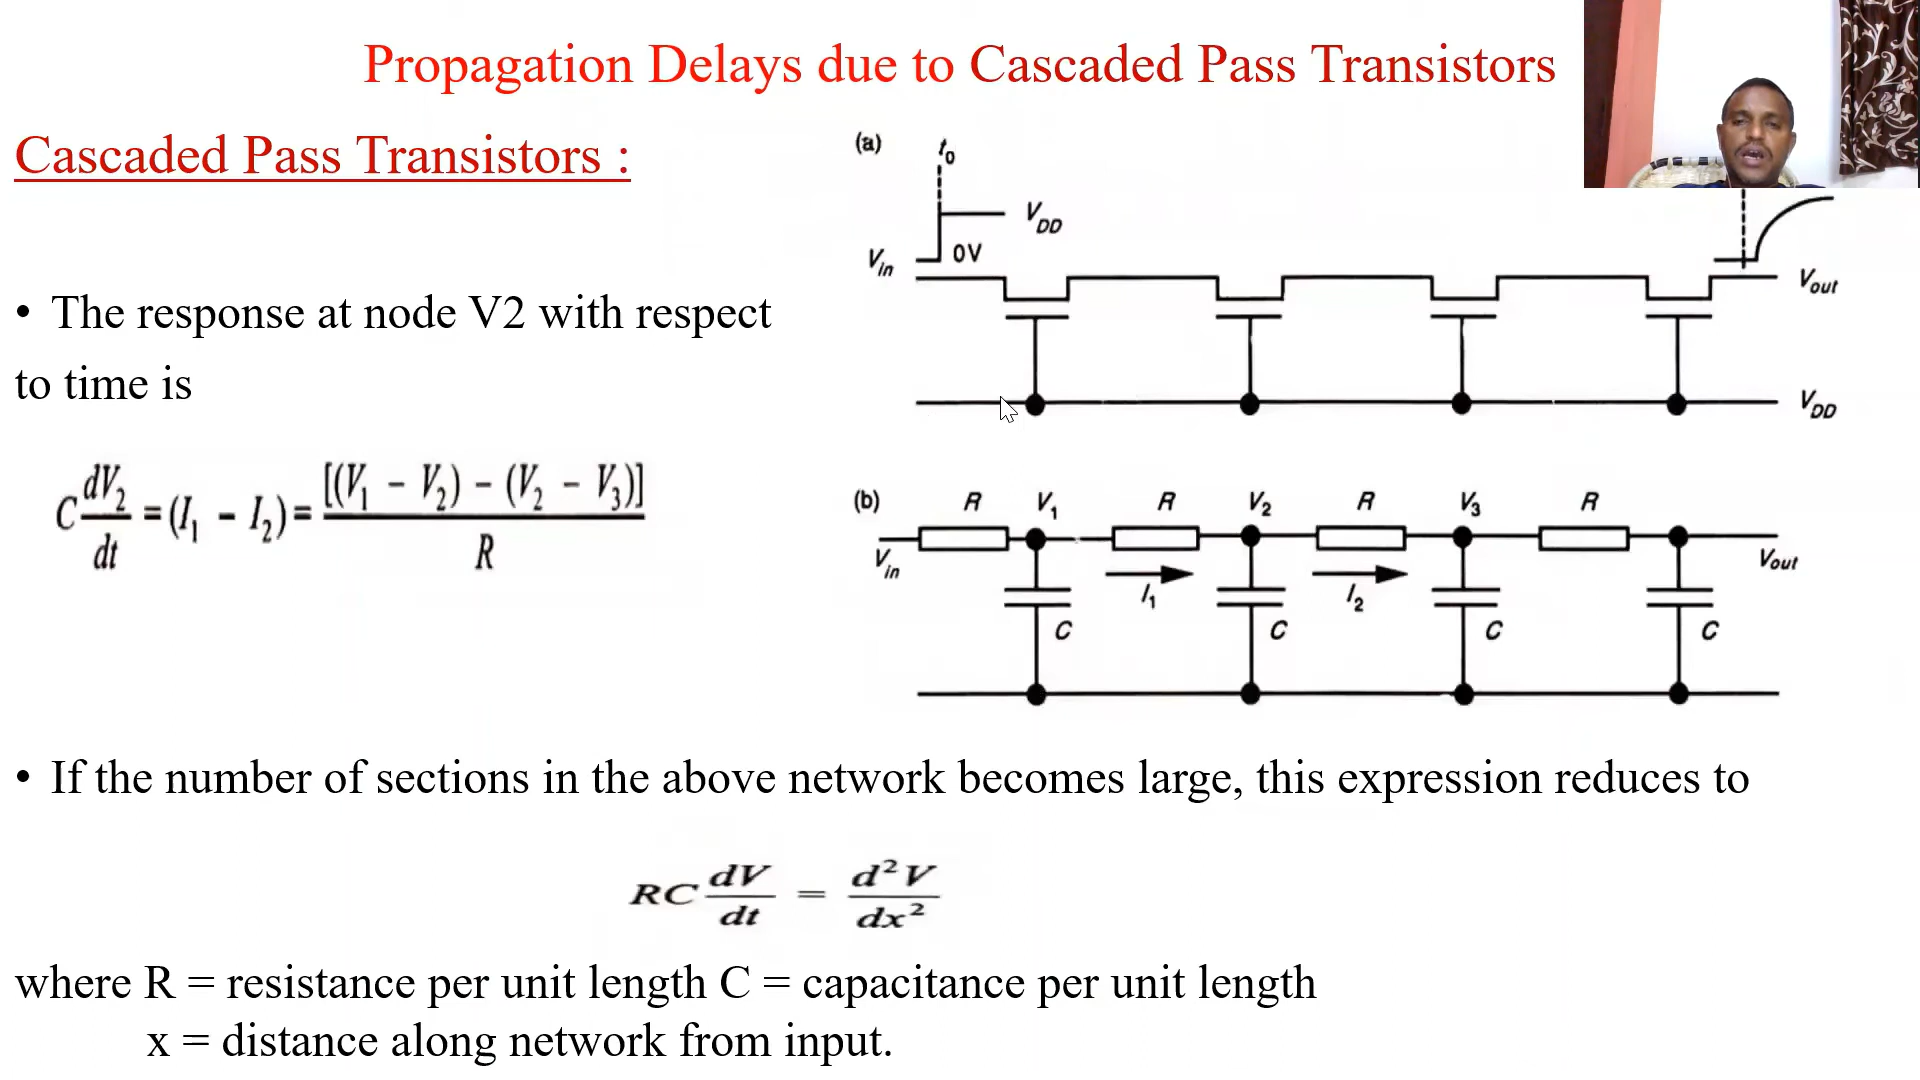 Propagation Delays due to Cascaded Pass Transistors
Cascaded Pass Transistors :
• The response at node V2 with respect
to time is
C dV₂/dt = (I₁ - I₂) = [(V₁ - V₂) - (V₂ - V₃)]/R
(a)
t₀
V_DD
V_in
0V
V_out
V_DD
(b) R V₁ R V₂ R V₃ R
V_in
V_out
I₁ I₂
C C C C
• If the number of sections in the above network becomes large, this expression reduces to
RC dV/dt = d²V/dx²
where R = resistance per unit length C = capacitance per unit length
x = distance along network from input.